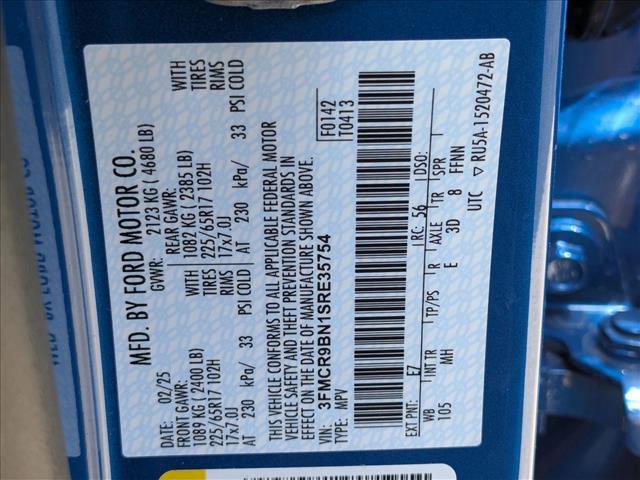 MFD. BY FORD MOTOR CO.
DATE: 02/25 GVWR: 2123 KG ( 4680 LB)
FRONT GAWR: REAR GAWR: WITH
1089 KG ( 2400 LB) WITH 1082 KG ( 2385 LB) TIRES
225/65R17 102H TIRES 225/65R17 102H RIMS
17x7.0J RIMS 17x7.0J
AT 230 kPa/ 33 PSI COLD AT 230 kPa/ 33 PSI COLD
THIS VEHICLE CONFORMS TO ALL APPLICABLE FEDERAL MOTOR
VEHICLE SAFETY AND THEFT PREVENTION STANDARDS IN
EFFECT ON THE DATE OF MANUFACTURE SHOWN ABOVE.
VIN: 3FMCR9BN1SRE35754 F0142
TYPE: MPV T0413
EXT PNT: E7 RC: 56 DSO:
WB INT TR TP/PS R AXLE TR SPR
105 MH E 3D 8 FFNN
UTC ▽ RU5A-1520472-AB